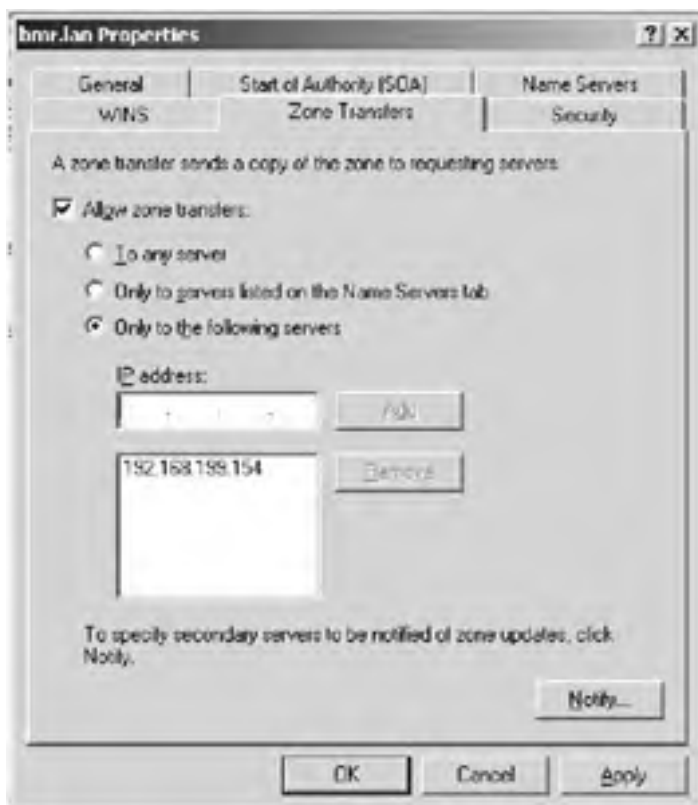 bmr.lan Properties
General Start of Authority (SOA) Name Servers
WINS Zone Transfers Security
A zone transfer sends a copy of the zone to requesting servers.
Allow zone transfers:
To any server
Only to servers listed on the Name Servers tab
Only to the following servers
IP address:
Add
192.168.199.154
Remove
To specify secondary servers to be notified of zone updates, click
Notify.
Notify...
OK Cancel Apply